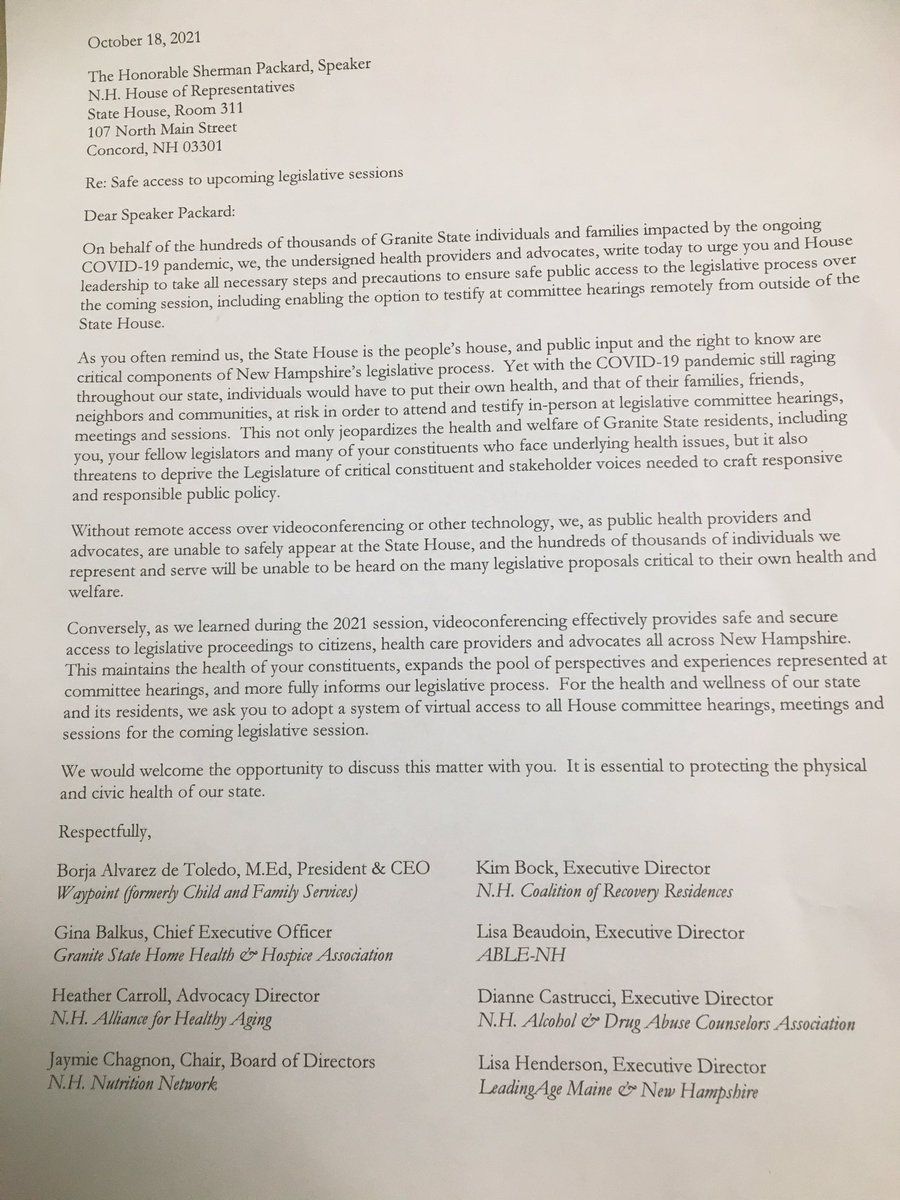 October 18, 2021
The Honorable Sherman Packard, Speaker
N.H. House of Representatives
State House, Room 311
107 North Main Street
Concord, NH 03301
Re: Safe access to upcoming legislative sessions
Dear Speaker Packard:
On behalf of the hundreds of thousands of Granite State individuals and families impacted by the ongoing
COVID-19 pandemic, we, the undersigned health providers and advocates, write today to urge you and House
leadership to take all necessary steps and precautions to ensure safe public access to the legislative process over
the coming session, including enabling the option to testify at committee hearings remotely from outside of the
State House.
As you often remind us, the State House is the people's house, and public input and the right to know are
critical components of New Hampshire's legislative process. Yet with the COVID-19 pandemic still raging
throughout our state, individuals would have to put their own health, and that of their families, friends,
neighbors and communities, at risk in order to attend and testify in-person at legislative committee hearings,
meetings and sessions. This not only jeopardizes the health and welfare of Granite State residents, including
you, your fellow legislators and many of your constituents who face underlying health issues, but it also
threatens to deprive the Legislature of critical constituent and stakeholder voices needed to craft responsive
and responsible public policy.
Without remote access over videoconferencing or other technology, we, as public health providers and
advocates, are unable to safely appear at the State House, and the hundreds of thousands of individuals we
represent and serve will be unable to be heard on the many legislative proposals critical to their own health and
welfare.
Conversely, as we learned during the 2021 session, videoconferencing effectively provides safe and secure
access to legislative proceedings to citizens, health care providers and advocates all across New Hampshire.
This maintains the health of your constituents, expands the pool of perspectives and experiences represented at
committee hearings, and more fully informs our legislative process. For the health and wellness of our state
and its residents, we ask you to adopt a system of virtual access to all House committee hearings, meetings and
sessions for the coming legislative session.
We would welcome the opportunity to discuss this matter with you. It is essential to protecting the physical
and civic health of our state.
Respectfully,
Borja Alvarez de Toledo, M.Ed, President & CEO
Waypoint (formerly Child and Family Services)
Kim Bock, Executive Director
N.H. Coalition of Recovery Residences
Gina Balkus, Chief Executive Officer
Granite State Home Health & Hospice Association
Lisa Beaudoin, Executive Director
ABLE-NH
Heather Carroll, Advocacy Director
N.H. Alliance for Healthy Aging
Dianne Castrucci, Executive Director
N.H. Alcohol & Drug Abuse Counselors Association
Jaymie Chagnon, Chair, Board of Directors
N.H. Nutrition Network
Lisa Henderson, Executive Director
LeadingAge Maine & New Hampshire